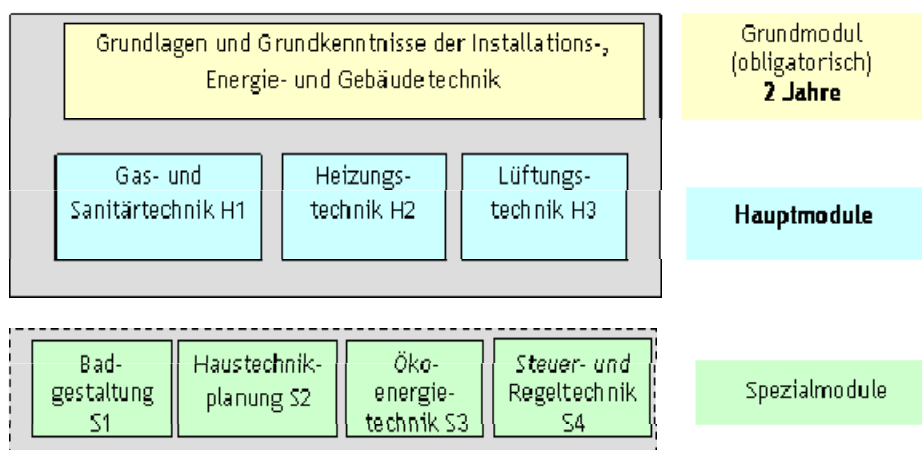 Grundlagen und Grundkenntnisse der Installations-,
Energie- und Gebäudetechnik
Grundmodul
(obligatorisch)
2 Jahre
Gas- und
Sanitärtechnik H1
Heizungs-
technik H2
Lüftungs-
technik H3
Hauptmodule
Bad-
gestaltung
S1
Haustechnik-
planung S2
Öko-
energie-
technik S3
Steuer- und
Regeltechnik
S4
Spezialmodule